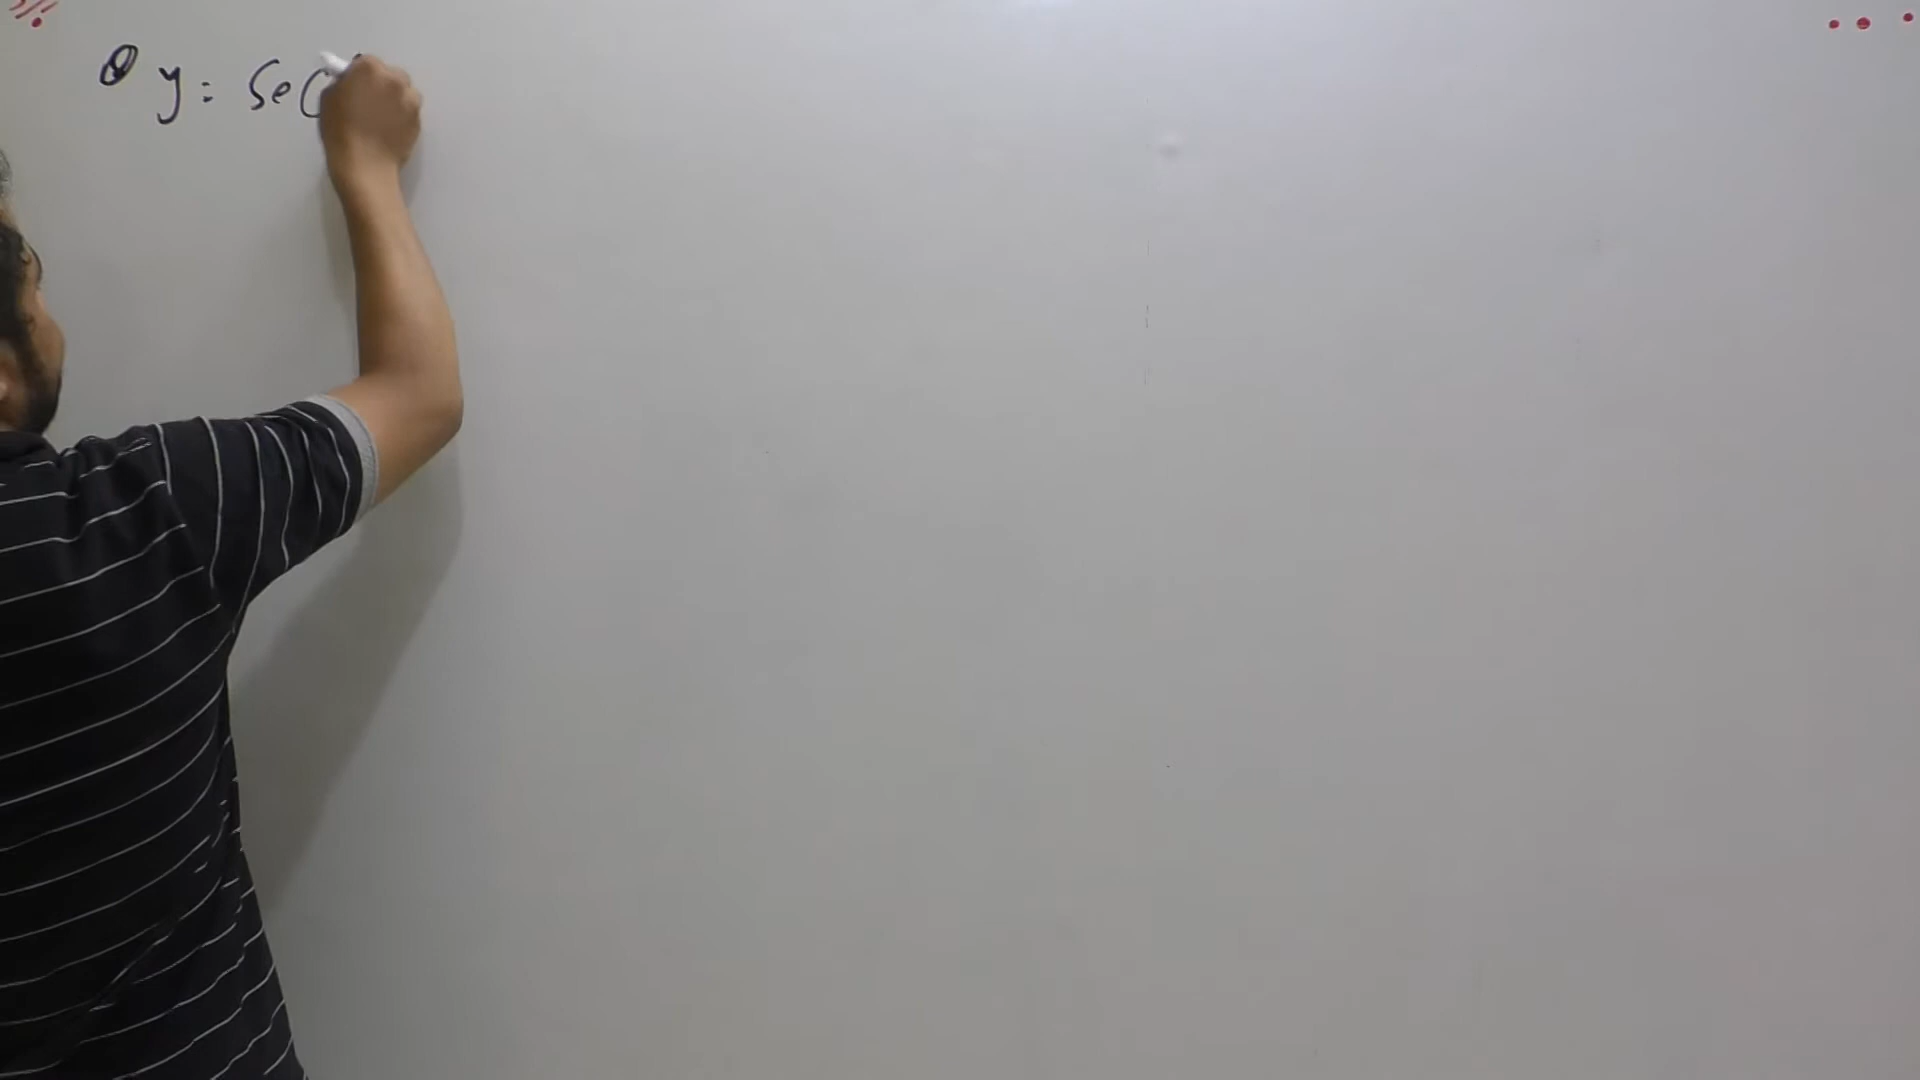 y = Sec